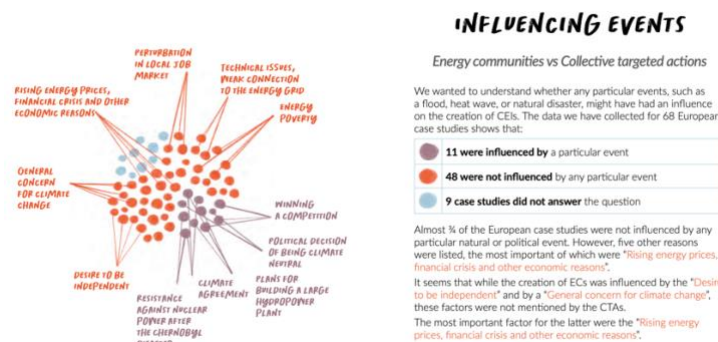 INFLUENCING EVENTS
Energy communities vs Collective targeted actions
PERTURBATION
IN LOCAL JOB
MARKET
TECHNICAL ISSUES,
WEAK CONNECTION
TO THE ENERGY GRID
RISING ENERGY PRICES,
FINANCIAL CRISIS AND OTHER
ECONOMIC REASONS
ENERGY
POVERTY
GENERAL
CONCERN
FOR CLIMATE
CHANGE
WINNING
A COMPETITION
POLITICAL DECISION
OF BEING CLIMATE
NEUTRAL
DESIRE TO BE
INDEPENDENT
CLIMATE
AGREEMENT
PLANS FOR
BUILDING A LARGE
HYDROPOWER
PLANT
RESISTANCE
AGAINST NUCLEAR
POWER AFTER
THE CHERNOBYL
We wanted to understand whether any particular events, such as
a flood, heat wave, or natural disaster, might have had an influence
on the creation of CEIs. The data we have collected for 68 European
case studies shows that:
11 were influenced by a particular event
48 were not influenced by any particular event
9 case studies did not answer the question
Almost ¾ of the European case studies were not influenced by any
particular natural or political event. However, five other reasons
were listed, the most important of which were "Rising energy prices,
financial crisis and other economic reasons".
It seems that while the creation of ECs was influenced by the "Desire
to be independent" and by a "General concern for climate change",
these factors were not mentioned by the CTAs.
The most important factor for the latter were the "Rising energy
prices, financial crisis and other economic reasons".